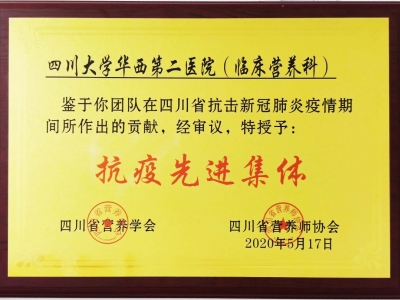 四川大学华西第二医院（临床营养科）
鉴于你团队在四川省抗击新冠肺炎疫情期
间所作出的贡献，经审议，特授予：
抗疫先进集体
四川省营养学会 四川省营养师协会
2020年5月17日